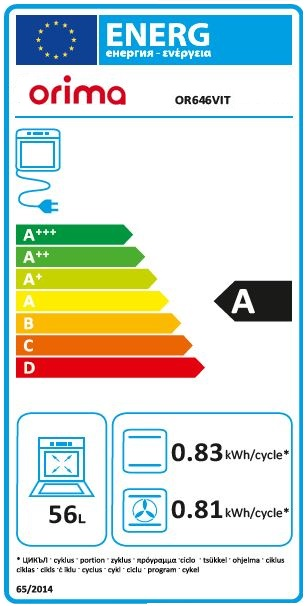 ENERG
енергия · ενέργεια
orima
OR646VIT
A+++
A++
A+
A
B
C
D
A
56L
0.83 kWh/cycle*
0.81 kWh/cycle*
* ЦИКЪЛ · cyklus · portion · zyklus · πρόγραμμα · ciclo · tsükkel · ohjelma · ciklus
ciklas · cikls · ċiklu · cyclus · cykl · ciclu · program · cykel
65/2014